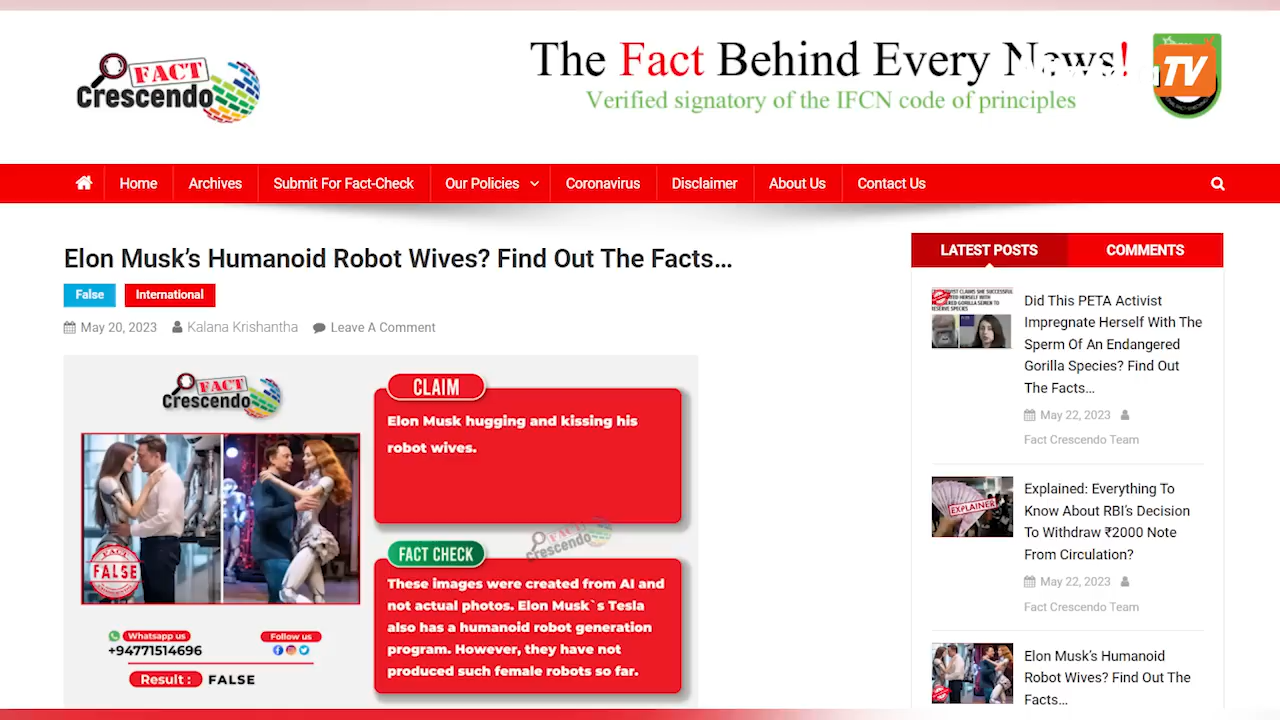 FACT
Crescendo
The Fact Behind Every News!
Verified signatory of the IFCN code of principles
TV
Home
Archives
Submit For Fact-Check
Our Policies
Coronavirus
Disclaimer
About Us
Contact Us
Elon Musk’s Humanoid Robot Wives? Find Out The Facts…
False
International
May 20, 2023
Kalana Krishantha
Leave A Comment
FACT
Crescendo
FACT
FALSE
Whatsapp us
+94771514696
Follow us
Result : FALSE
CLAIM
Elon Musk hugging and kissing his
robot wives.
FACT
crescendo
FACT CHECK
These images were created from AI and
not actual photos. Elon Musk`s Tesla
also has a humanoid robot generation
program. However, they have not
produced such female robots so far.
LATEST POSTS
COMMENTS
Did This PETA Activist
Impregnate Herself With The
Sperm Of An Endangered
Gorilla Species? Find Out
The Facts…
May 22, 2023
Fact Crescendo Team
EXPLAINER
Explained: Everything To
Know About RBI’s Decision
To Withdraw ₹2000 Note
From Circulation?
May 22, 2023
Fact Crescendo Team
Elon Musk’s Humanoid
Robot Wives? Find Out The
Facts…